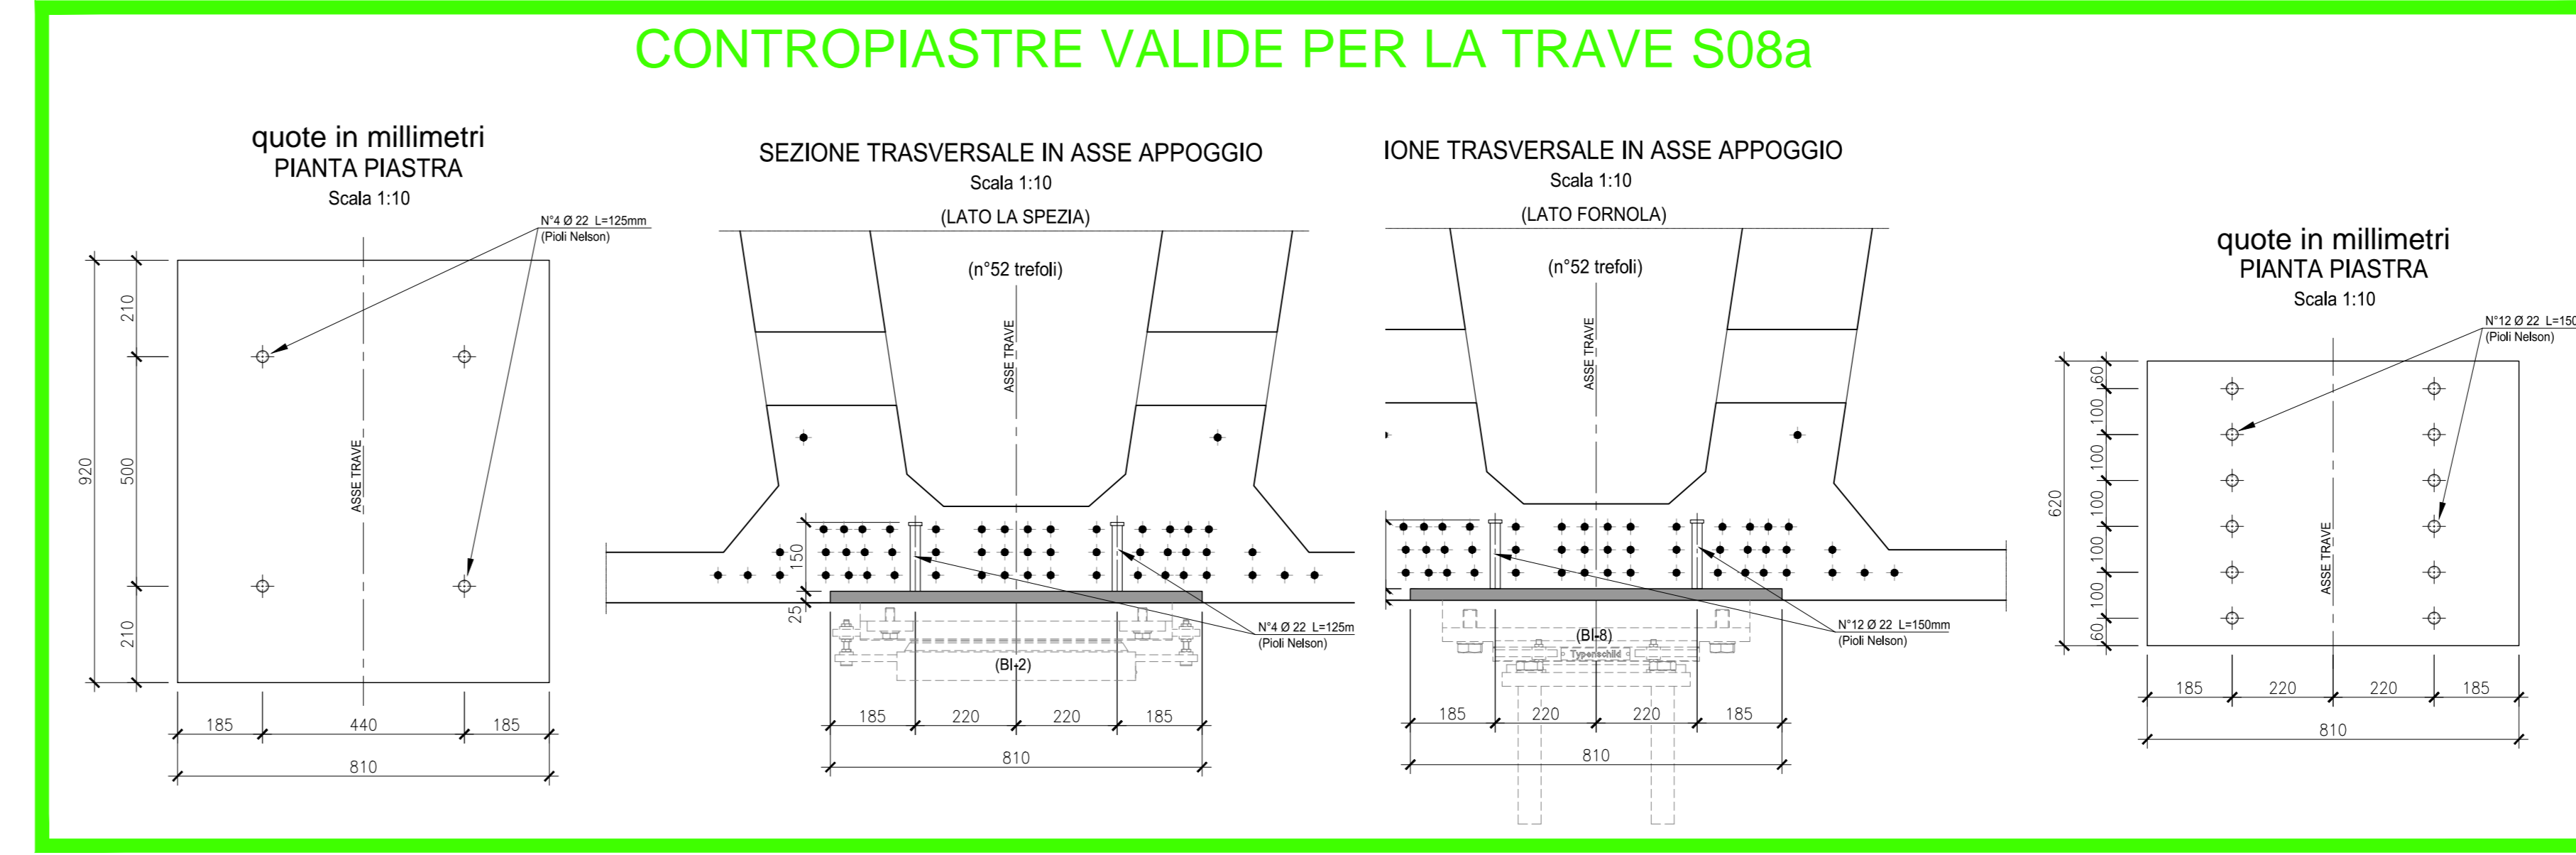 CONTROPIASTRE VALIDE PER LA TRAVE S08a
quote in millimetri
PIANTA PIASTRA
Scala 1:10
N°4 Ø 22 L=125mm
(Pioli Nelson)
920
210
500
210
ASSE TRAVE
185
440
185
810
SEZIONE TRASVERSALE IN ASSE APPOGGIO
Scala 1:10
(LATO LA SPEZIA)
(n°52 trefoli)
ASSE TRAVE
150
25
N°4 Ø 22 L=125m
(Pioli Nelson)
(BI-2)
185
220
220
185
810
IONE TRASVERSALE IN ASSE APPOGGIO
Scala 1:10
(LATO FORNOLA)
(n°52 trefoli)
ASSE TRAVE
N°12 Ø 22 L=150mm
(Pioli Nelson)
(BI-8)
Typenschild
185
220
220
185
810
quote in millimetri
PIANTA PIASTRA
Scala 1:10
N°12 Ø 22 L=150
(Pioli Nelson)
620
60
100
100
100
100
100
60
ASSE TRAVE
185
220
220
185
810